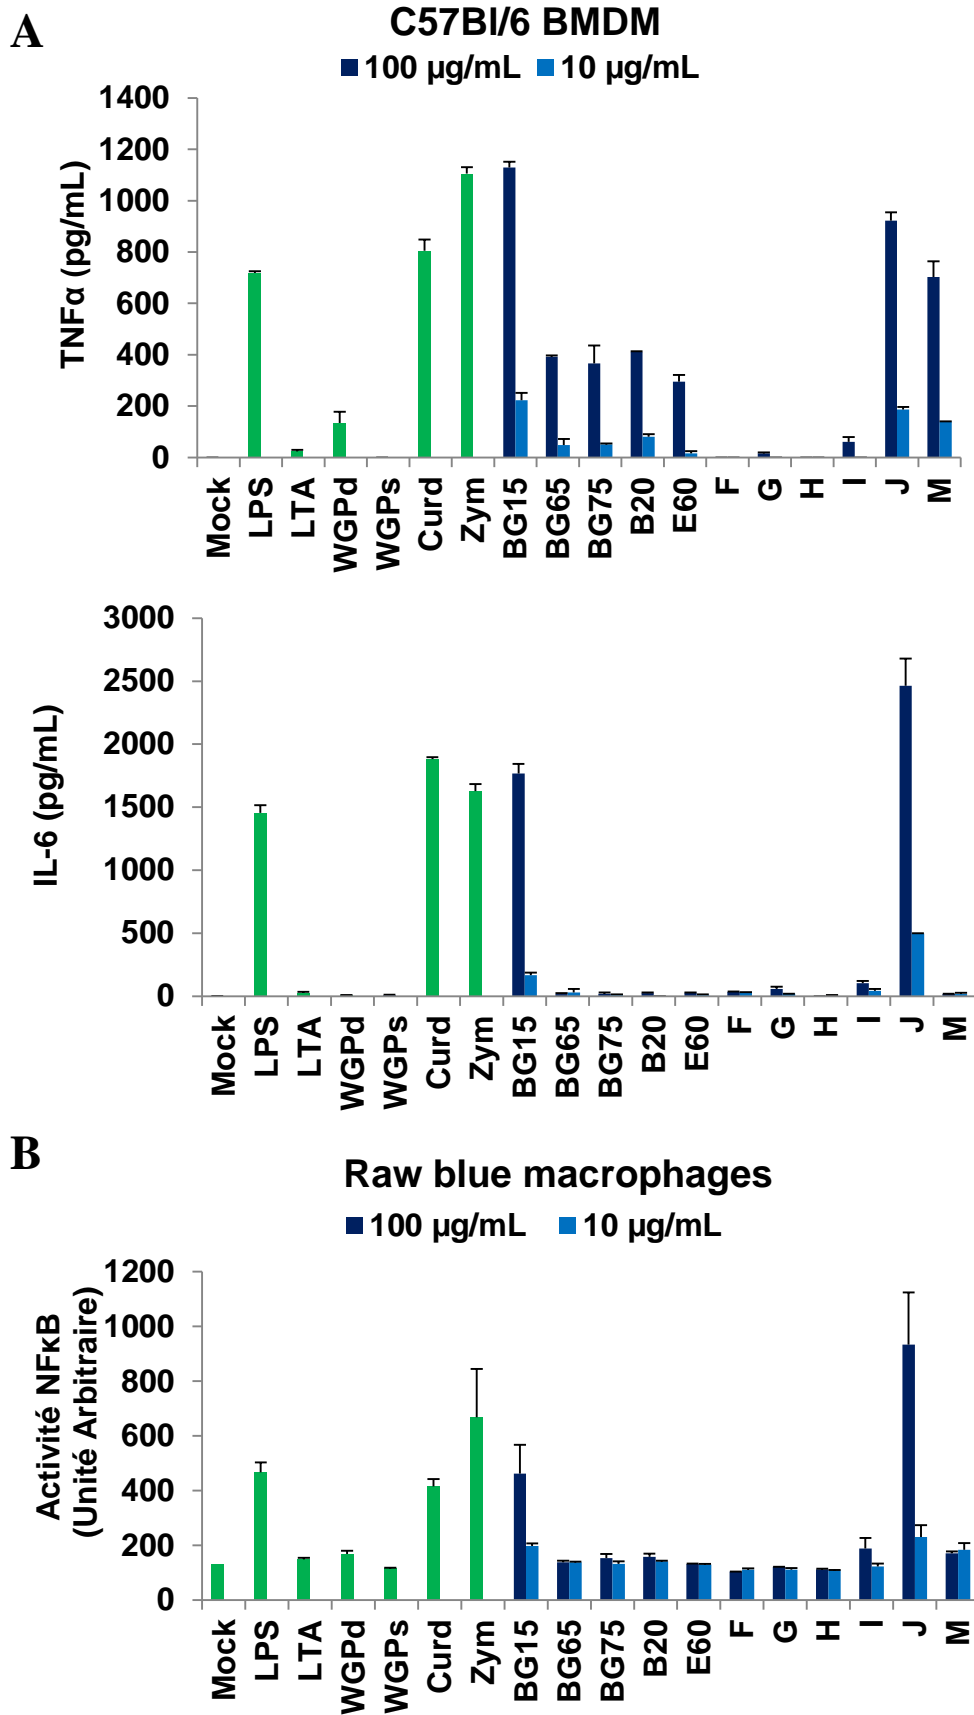 A
C57Bl/6 BMDM
100 µg/mL 10 µg/mL
TNFα (pg/mL)
1400
1200
1000
800
600
400
200
0
Mock LPS LTA WGPd WGPs Curd Zym BG15 BG65 BG75 B20 E60 F G H I J M
IL-6 (pg/mL)
3000
2500
2000
1500
1000
500
0
Mock LPS LTA WGPd WGPs Curd Zym BG15 BG65 BG75 B20 E60 F G H I J M
B
Raw blue macrophages
100 µg/mL 10 µg/mL
Activité NFκB
(Unité Arbitraire)
1200
1000
800
600
400
200
0
Mock LPS LTA WGPd WGPs Curd Zym BG15 BG65 BG75 B20 E60 F G H I J M